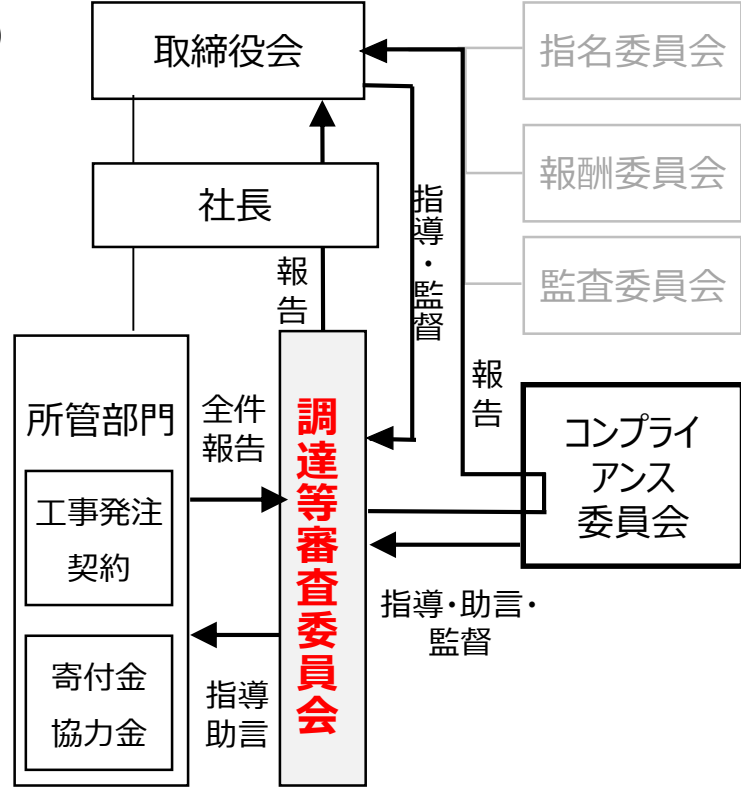 )
取締役会
指名委員会
報酬委員会
社長
指導・監督
監査委員会
報告
報告
所管部門
全件
報告
調達等審査委員会
コンプライ
アンス
委員会
工事発注
契約
指導・助言・
監督
寄付金
協力金
指導
助言